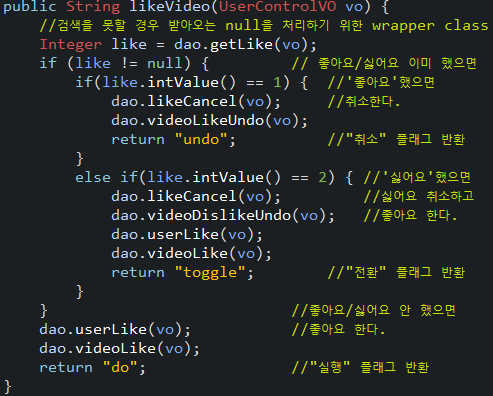 public String likeVideo(UserControlVO vo) {
    //검색을 못할 경우 받아오는 null을 처리하기 위한 wrapper class
    Integer like = dao.getLike(vo);
    if (like != null) {          // 좋아요/싫어요 이미 했으면
        if(like.intValue() == 1) {  //'좋아요'했으면
            dao.likeCancel(vo);     //취소한다.
            dao.videoLikeUndo(vo);
            return "undo";          //"취소" 플래그 반환
        }
        else if(like.intValue() == 2) { //'싫어요'했으면
            dao.likeCancel(vo);         //싫어요 취소하고
            dao.videoDislikeUndo(vo);   //좋아요 한다.
            dao.userLike(vo);
            dao.videoLike(vo);
            return "toggle";        //"전환" 플래그 반환
        }
    }                           //좋아요/싫어요 안 했으면
    dao.userLike(vo);           //좋아요 한다.
    dao.videoLike(vo);
    return "do";                //"실행" 플래그 반환
}